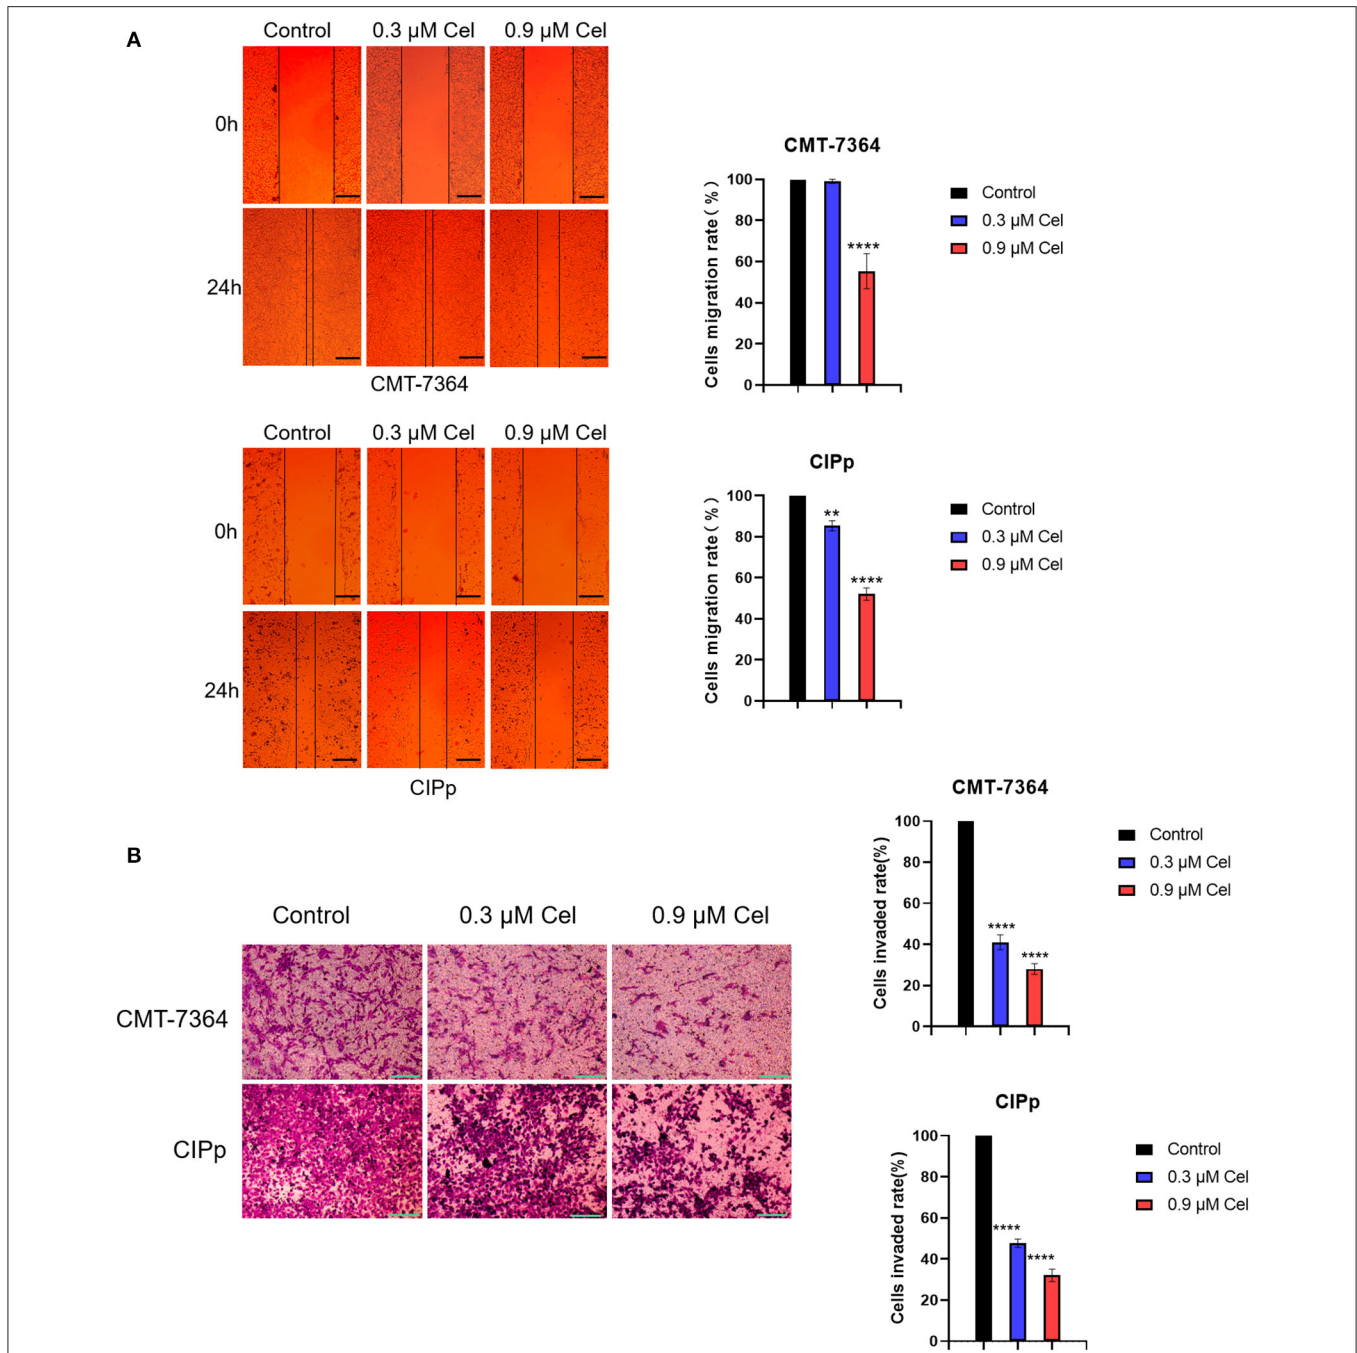 A
Control 0.3 µM Cel 0.9 µM Cel
0h
24h
CMT-7364
CMT-7364
Cells migration rate ( % )
100
80
60
40
20
0
****
Control
0.3 µM Cel
0.9 µM Cel
Control 0.3 µM Cel 0.9 µM Cel
0h
24h
CIPp
CIPp
Cells migration rate ( % )
100
80
60
40
20
0
**
****
Control
0.3 µM Cel
0.9 µM Cel
B
Control 0.3 µM Cel 0.9 µM Cel
CMT-7364
CIPp
CMT-7364
Cells invaded rate(%)
100
80
60
40
20
0
****
****
Control
0.3 µM Cel
0.9 µM Cel
CIPp
Cells invaded rate(%)
100
80
60
40
20
0
****
****
Control
0.3 µM Cel
0.9 µM Cel